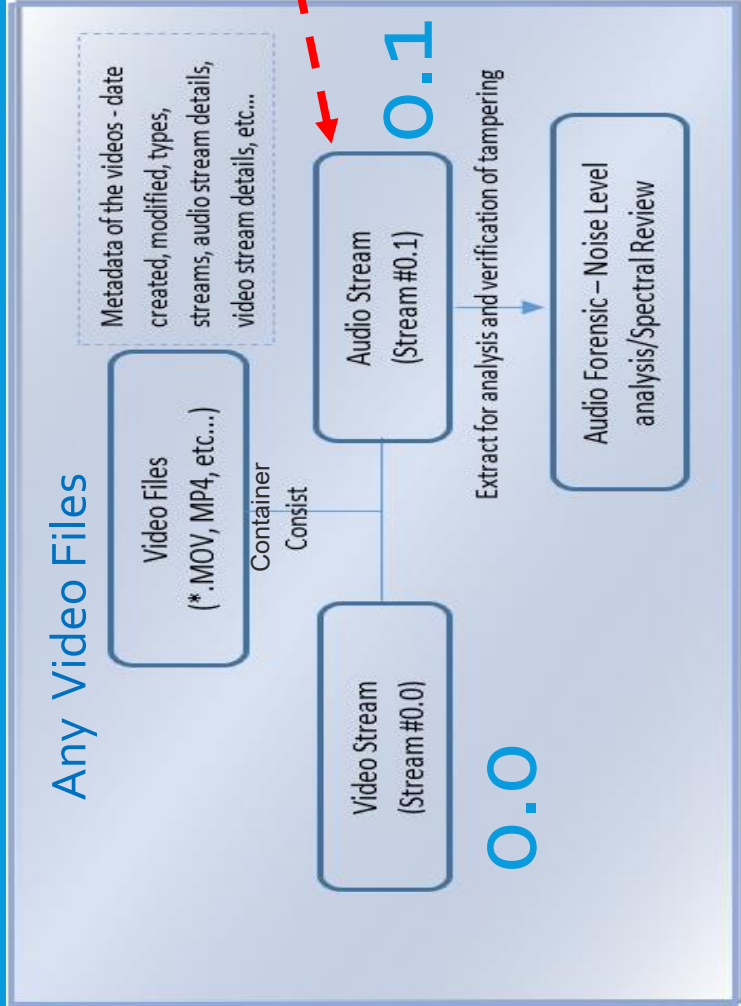 Any Video Files
Video Files
(*.MOV, MP4, etc...)
Metadata of the videos - date
created, modified, types,
streams, audio stream details,
video stream details, etc...
Container
Consist
Video Stream
(Stream #0.0)
0.0
Audio Stream
(Stream #0.1)
0.1
Extract for analysis and verification of tampering
Audio Forensic – Noise Level
analysis/Spectral Review